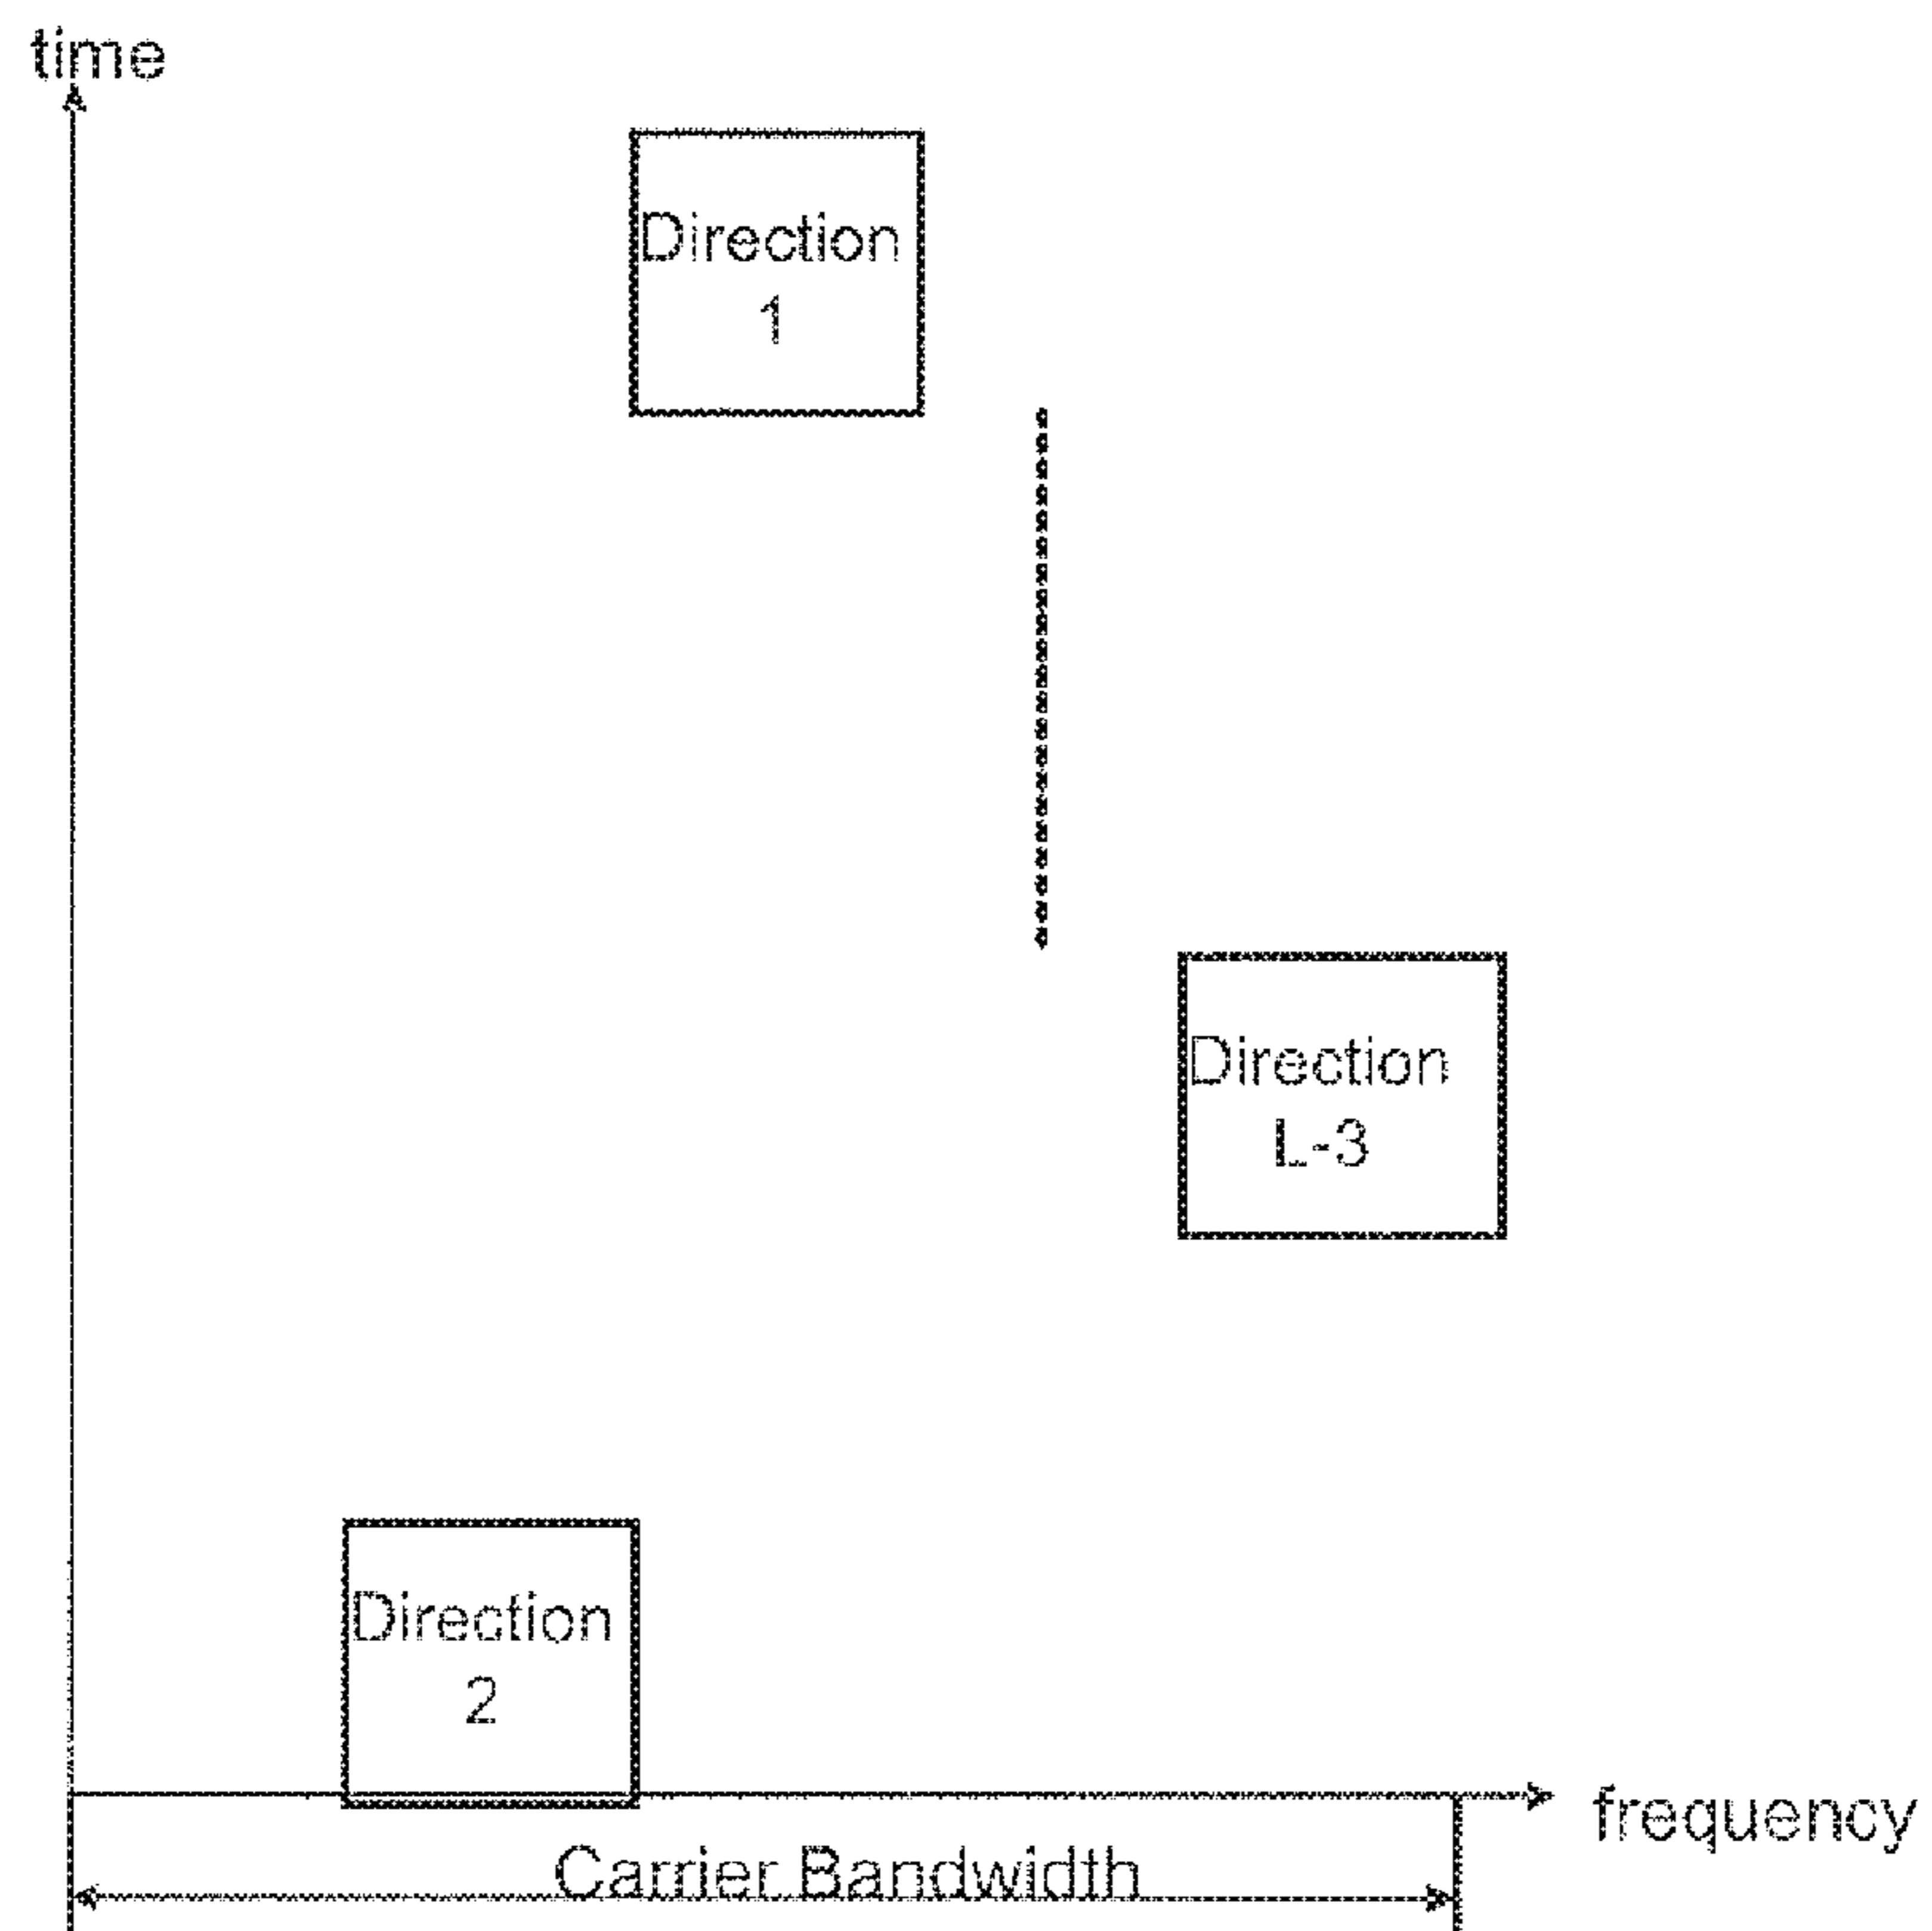 time
Direction
1
Direction
L-3
Direction
2
frequency
Carrier Bandwidth